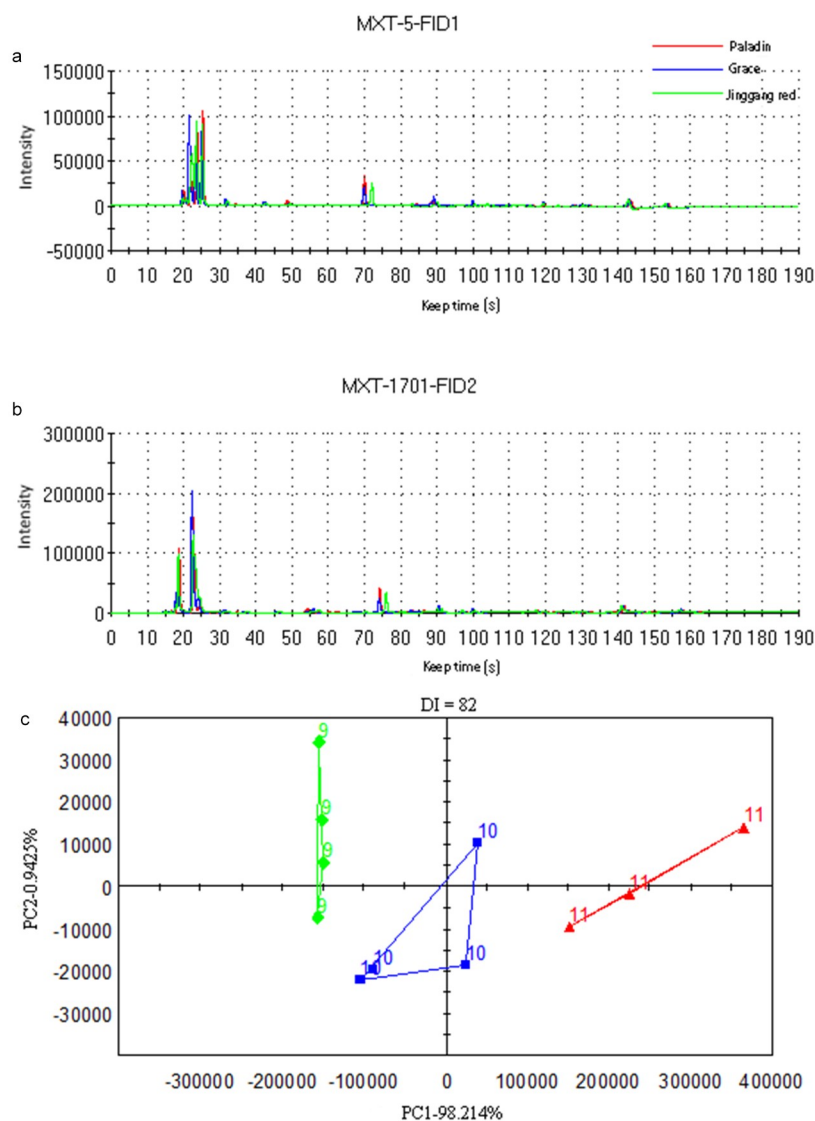 MXT-5-FID1
a
Paladin
Grace
Jinggang red
150000
100000
50000
0
-50000
Intensity
0 10 20 30 40 50 60 70 80 90 100 110 120 130 140 150 160 170 180 190
Keep time (s)
MXT-1701-FID2
b
300000
200000
100000
0
Intensity
0 10 20 30 40 50 60 70 80 90 100 110 120 130 140 150 160 170 180 190
Keep time (s)
c
DI = 82
40000
30000
20000
10000
0
-10000
-20000
-30000
PC2-0.9425%
9
9
9
9
10
10
10
10
11
11
11
-300000 -200000 -100000 0 100000 200000 300000 400000
PC1-98.214%